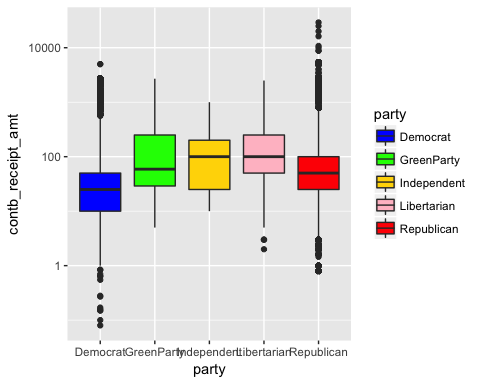 contb_receipt_amt
10000
100
1
Democrat GreenParty Independent Libertarian Republican
party
party
Democrat
GreenParty
Independent
Libertarian
Republican